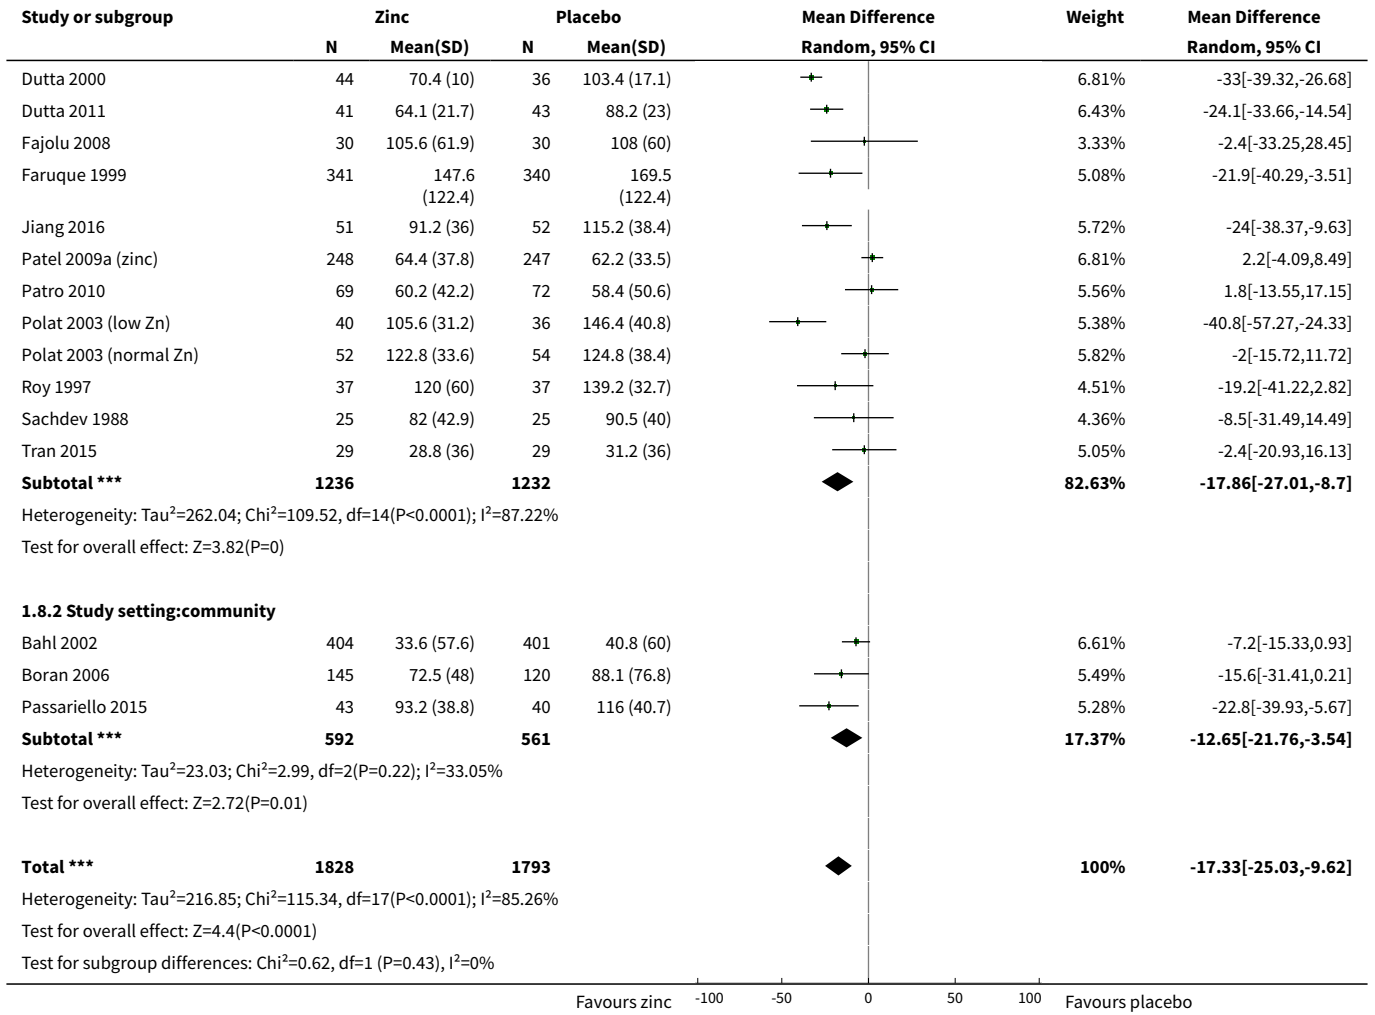 Study or subgroup Zinc Placebo Mean Difference Weight Mean Difference
N Mean(SD) N Mean(SD) Random, 95% CI Random, 95% CI
Dutta 2000 44 70.4 (10) 36 103.4 (17.1) 6.81% -33[-39.32,-26.68]
Dutta 2011 41 64.1 (21.7) 43 88.2 (23) 6.43% -24.1[-33.66,-14.54]
Fajolu 2008 30 105.6 (61.9) 30 108 (60) 3.33% -2.4[-33.25,28.45]
Faruque 1999 341 147.6 340 169.5 5.08% -21.9[-40.29,-3.51]
(122.4) (122.4)
Jiang 2016 51 91.2 (36) 52 115.2 (38.4) 5.72% -24[-38.37,-9.63]
Patel 2009a (zinc) 248 64.4 (37.8) 247 62.2 (33.5) 6.81% 2.2[-4.09,8.49]
Patro 2010 69 60.2 (42.2) 72 58.4 (50.6) 5.56% 1.8[-13.55,17.15]
Polat 2003 (low Zn) 40 105.6 (31.2) 36 146.4 (40.8) 5.38% -40.8[-57.27,-24.33]
Polat 2003 (normal Zn) 52 122.8 (33.6) 54 124.8 (38.4) 5.82% -2[-15.72,11.72]
Roy 1997 37 120 (60) 37 139.2 (32.7) 4.51% -19.2[-41.22,2.82]
Sachdev 1988 25 82 (42.9) 25 90.5 (40) 4.36% -8.5[-31.49,14.49]
Tran 2015 29 28.8 (36) 29 31.2 (36) 5.05% -2.4[-20.93,16.13]
Subtotal *** 1236 1232 82.63% -17.86[-27.01,-8.7]
Heterogeneity: Tau²=262.04; Chi²=109.52, df=14(P<0.0001); I²=87.22%
Test for overall effect: Z=3.82(P=0)
1.8.2 Study setting:community
Bahl 2002 404 33.6 (57.6) 401 40.8 (60) 6.61% -7.2[-15.33,0.93]
Boran 2006 145 72.5 (48) 120 88.1 (76.8) 5.49% -15.6[-31.41,0.21]
Passariello 2015 43 93.2 (38.8) 40 116 (40.7) 5.28% -22.8[-39.93,-5.67]
Subtotal *** 592 561 17.37% -12.65[-21.76,-3.54]
Heterogeneity: Tau²=23.03; Chi²=2.99, df=2(P=0.22); I²=33.05%
Test for overall effect: Z=2.72(P=0.01)
Total *** 1828 1793 100% -17.33[-25.03,-9.62]
Heterogeneity: Tau²=216.85; Chi²=115.34, df=17(P<0.0001); I²=85.26%
Test for overall effect: Z=4.4(P<0.0001)
Test for subgroup differences: Chi²=0.62, df=1 (P=0.43), I²=0%
Favours zinc -100 -50 0 50 100 Favours placebo